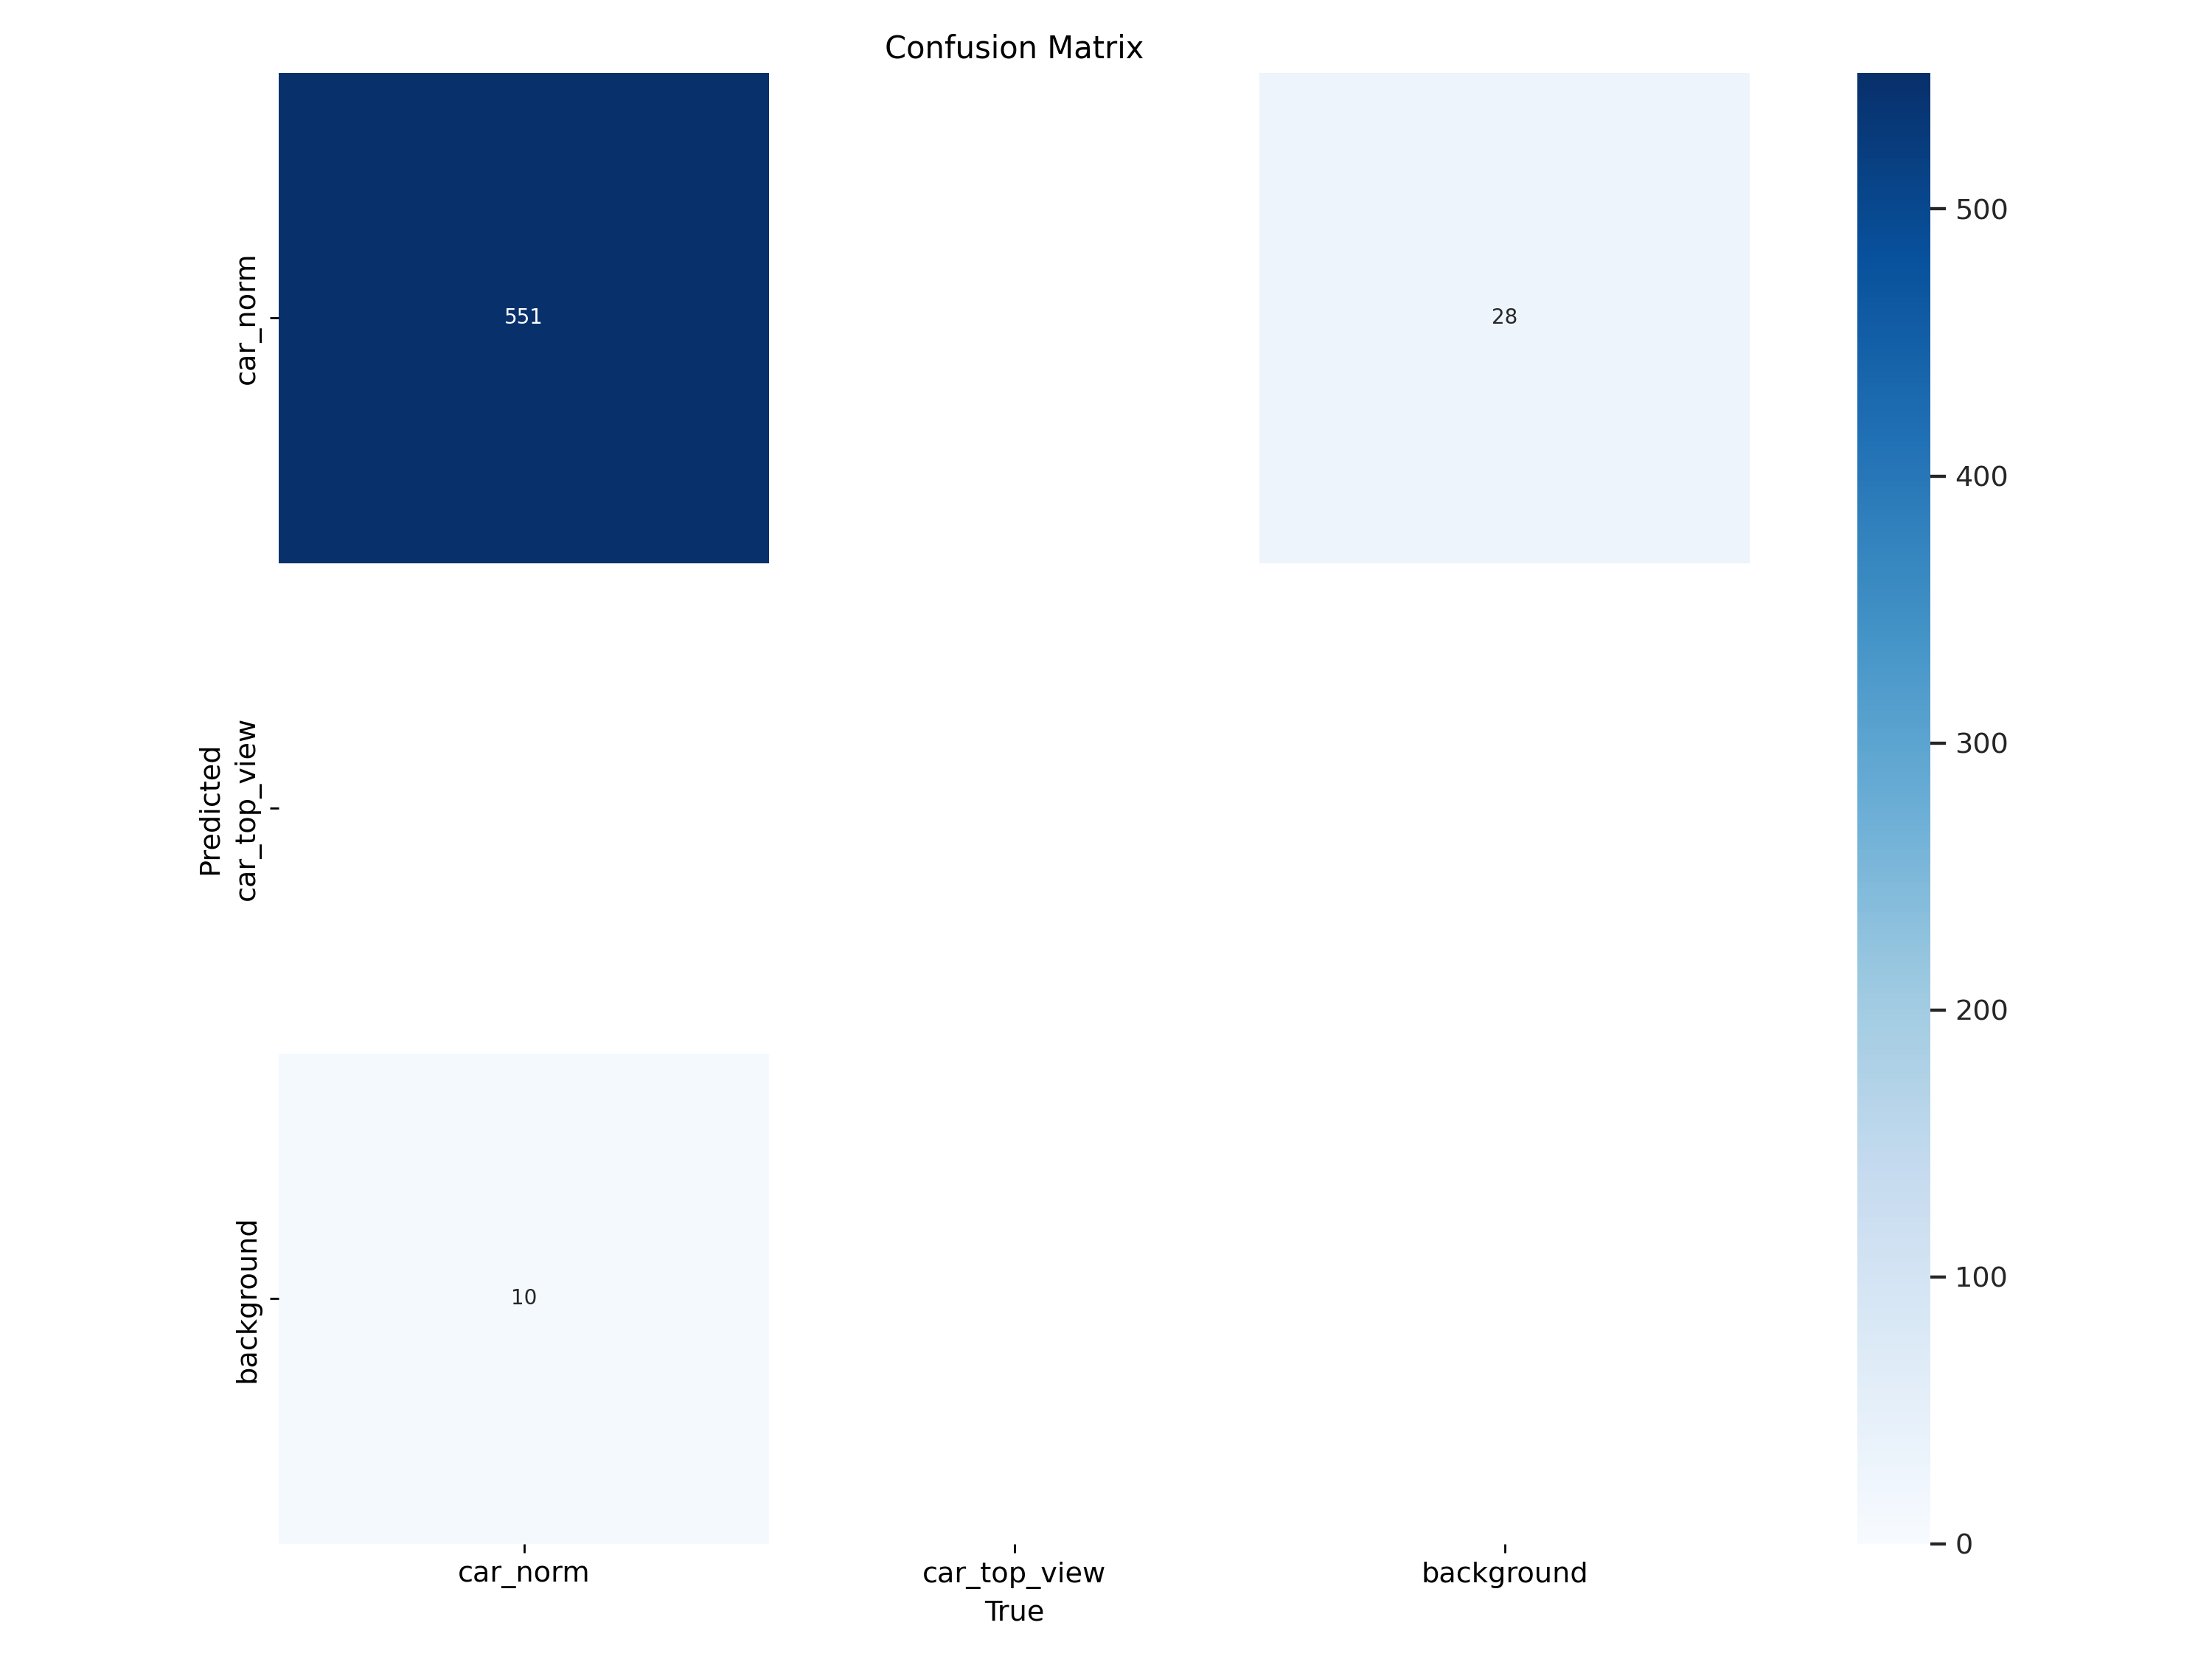 Confusion Matrix
car_norm
car_top_view
background
Predicted
551
28
10
car_norm
car_top_view
background
True
500
400
300
200
100
0